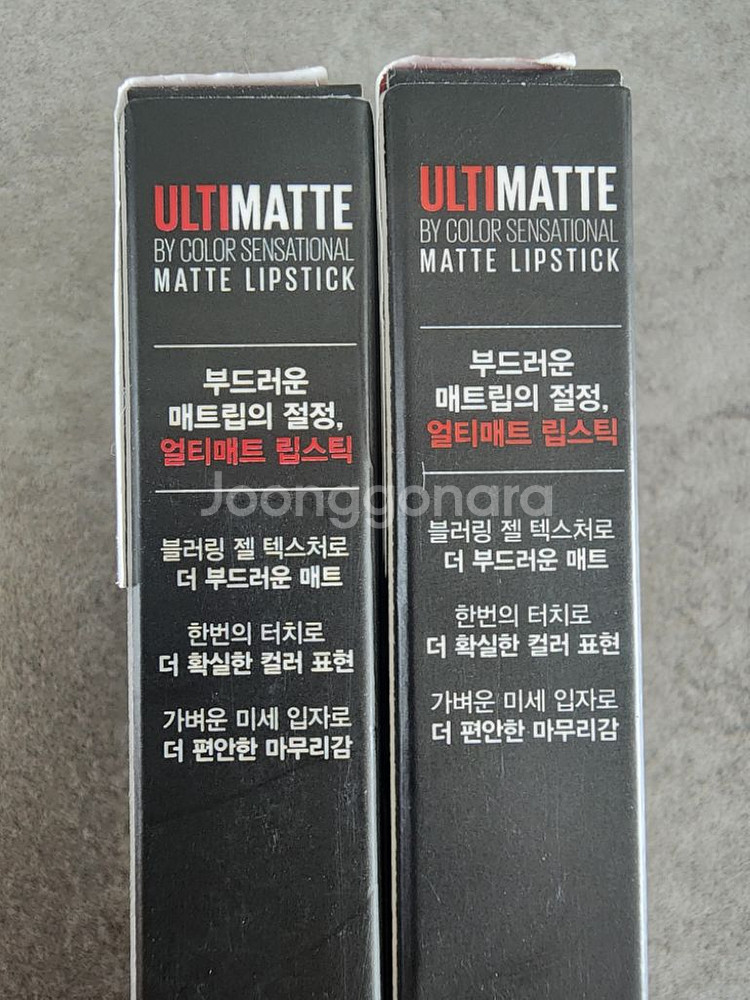 ULTIMATTE
BY COLOR SENSATIONAL
MATTE LIPSTICK
부드러운
매트립의 절정,
얼티매트 립스틱
블러링 젤 텍스처로
더 부드러운 매트
한번의 터치로
더 확실한 컬러 표현
가벼운 미세 입자로
더 편안한 마무리감
ULTIMATTE
BY COLOR SENSATIONAL
MATTE LIPSTICK
부드러운
매트립의 절정,
얼티매트 립스틱
블러링 젤 텍스처로
더 부드러운 매트
한번의 터치로
더 확실한 컬러 표현
가벼운 미세 입자로
더 편안한 마무리감
Joonggonara